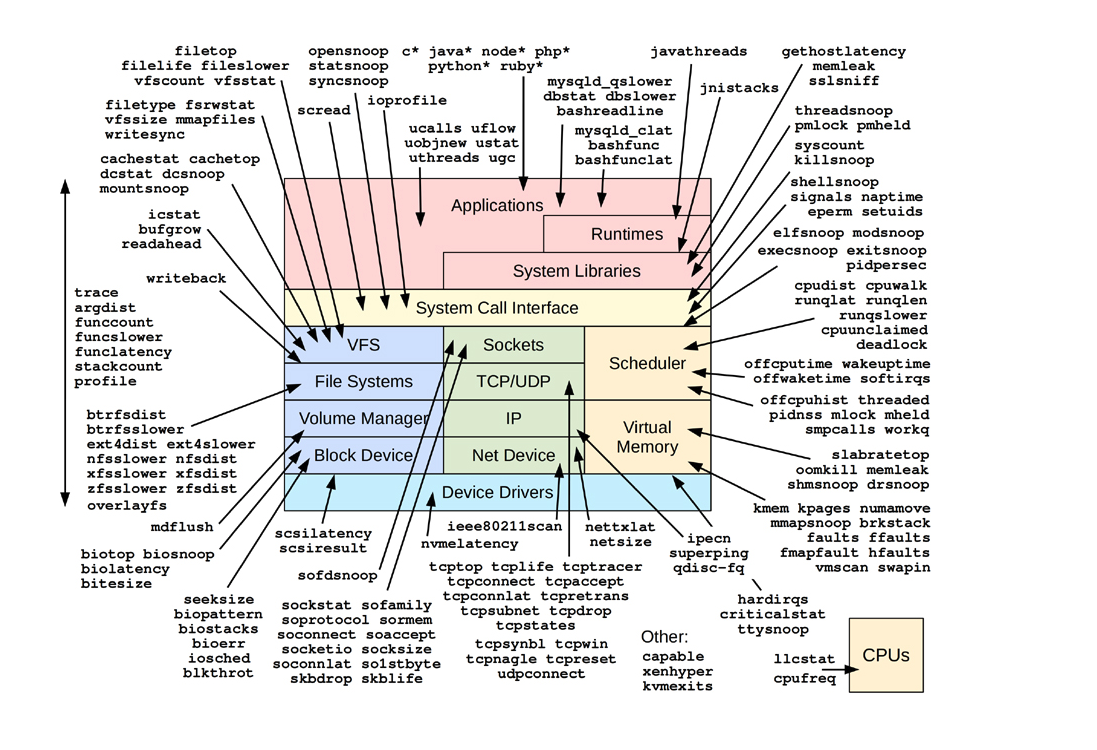 filetop
filelife fileslower
vfscount vfsstat
opensnoop
statsnoop
syncsnoop
c* java* node* php*
python* ruby*
javathreads
gethostlatency
memleak
sslsniff
filetype fsrwstat
vfssize mmapfiles
writesync
scread
ioprofile
mysqld_qslower
dbstat dbslower
bashreadline
jnistacks
threadsnoop
pmlock pmheld
ucalls uflow
uobjnew ustat
uthreads ugc
mysqld_clat
bashfunc
bashfunclat
syscount
killsnoop
cachestat cachetop
dcstat dcsnoop
mountsnoop
shellsnoop
signals naptime
eperm setuids
icstat
bufgrow
readahead
Applications
Runtimes
System Libraries
System Call Interface
elfsnoop modsnoop
execsnoop exitsnoop
pidpersec
writeback
trace
argdist
funccount
funcslower
funclatency
stackcount
profile
cpudist cpuwalk
runqlat runqlen
runqslower
cpuunclaimed
deadlock
VFS
Sockets
Scheduler
File Systems
TCP/UDP
offcputime wakeuptime
offwaketime softirqs
Volume Manager
IP
Virtual
Memory
offcpuhist threaded
pidnss mlock mheld
smpcalls workq
btrfsdist
btrfsslower
ext4dist ext4slower
nfsslower nfsdist
xfsslower xfsdist
zfsslower zfsdist
overlayfs
Block Device
Net Device
slabratetop
oomkill memleak
shmsnoop drsnoop
Device Drivers
kmem kpages numamove
mmapsnoop brkstack
faults ffaults
fmapfault hfaults
vmscan swapin
mdflush
scsilatency
scsiresult
ieee80211scan
nvmelatency
nettxlat
netsize
ipecn
superping
qdisc-fq
biotop biosnoop
biolatency
bitesize
sofdsnoop
tcptop tcplife tcptracer
tcpconnect tcpaccept
tcpconnlat tcpretrans
tcpsubnet tcpdrop
tcpstates
seeksize
biopattern
biostacks
bioerr
iosched
blkthrot
sockstat sofamily
soprotocol sormem
soconnect soaccept
socketio socksize
soconnlat so1stbyte
skbdrop skblife
tcpsynbl tcpwin
tcpnagle tcpreset
udpconnect
hardirqs
criticalstat
ttysnoop
Other:
capable
xenhyper
kvmexits
llcstat
cpufreq
CPUs